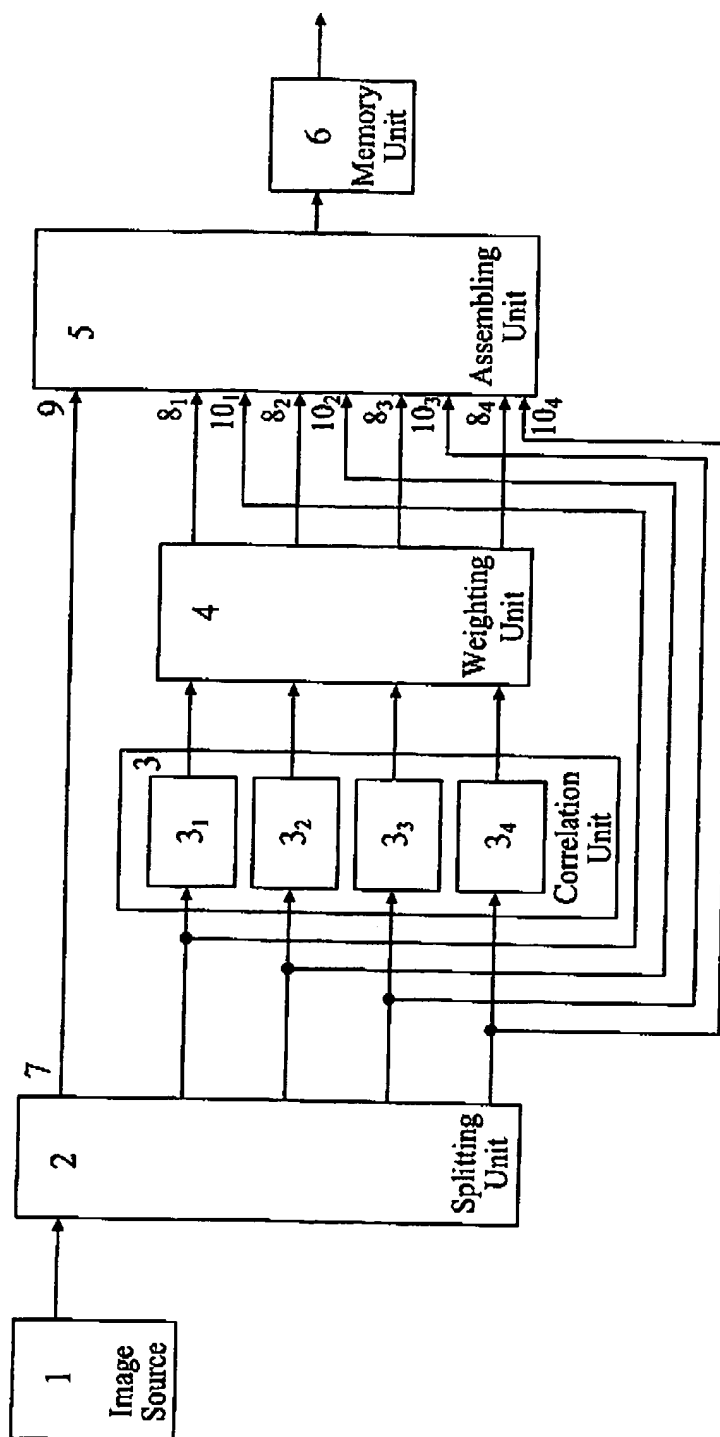 1
Image
Source
2
Splitting
Unit
7
3
3₁
3₂
3₃
3₄
Correlation
Unit
4
Weighting
Unit
9
8₁
10₁
8₂
10₂
8₃
10₃
8₄
10₄
5
Assembling
Unit
6
Memory
Unit